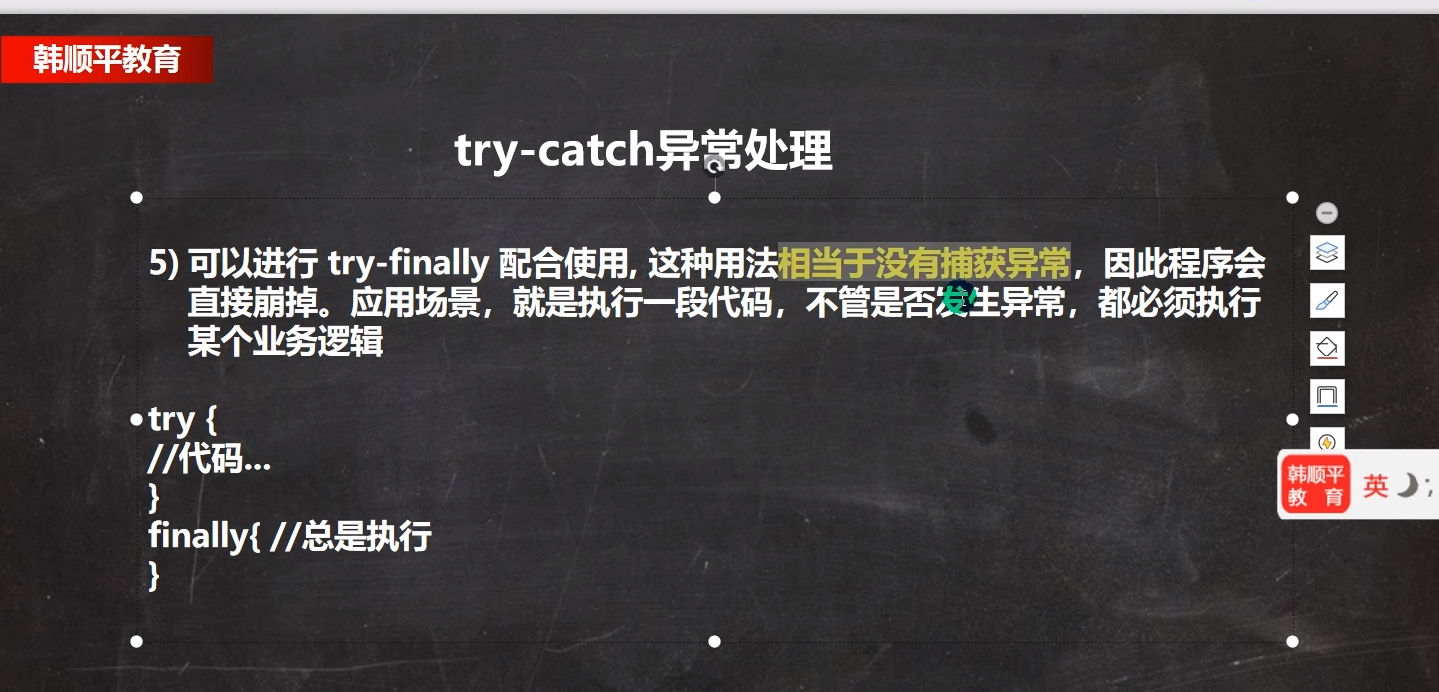 韩顺平教育
try-catch异常处理
5) 可以进行 try-finally 配合使用, 这种用法相当于没有捕获异常，因此程序会
直接崩掉。应用场景，就是执行一段代码，不管是否发生异常，都必须执行
某个业务逻辑
try {
//代码...
}
finally{ //总是执行
}
韩顺平
教 育
英